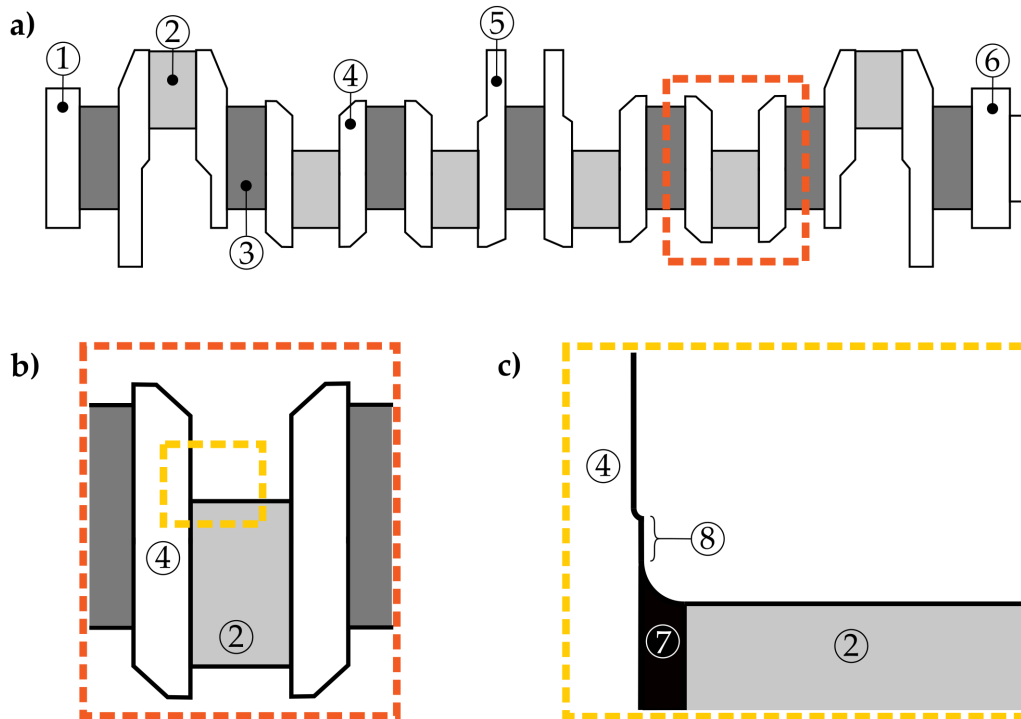 a)
① ② ③ ④ ⑤ ⑥
b)
④ ②
c)
④ ⑧ ⑦ ②